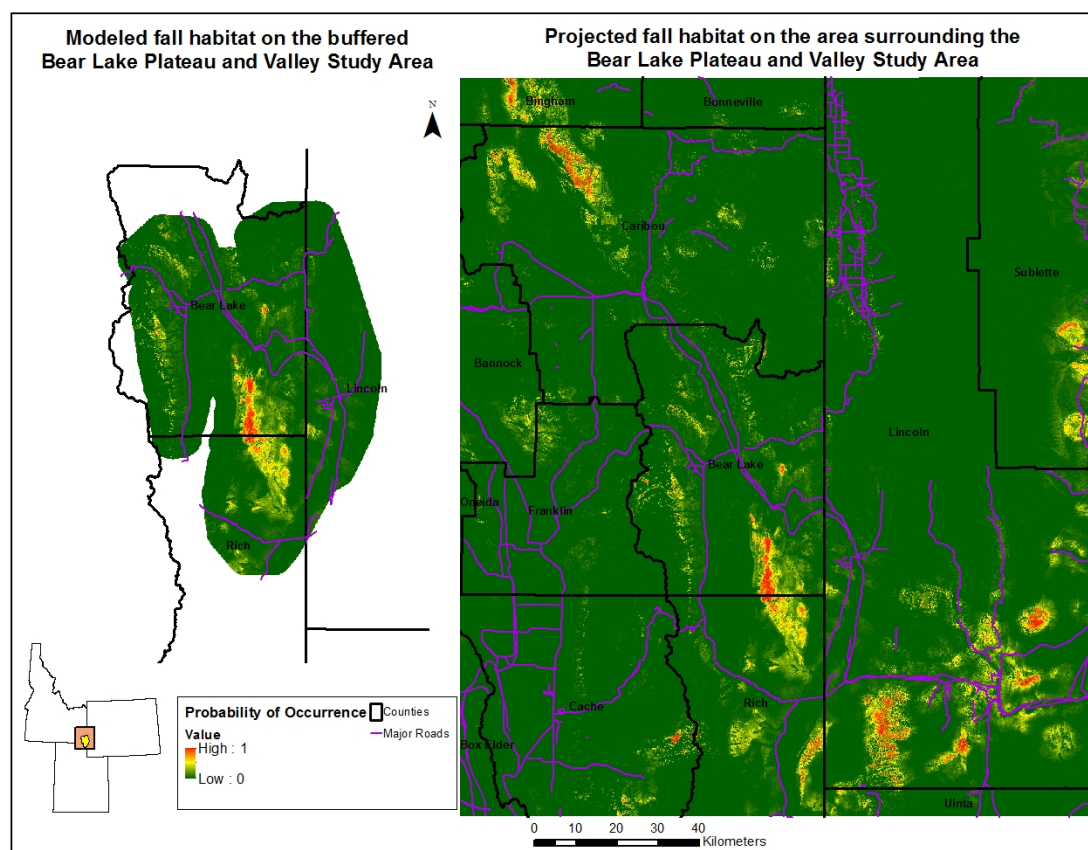 Modeled fall habitat on the buffered
Bear Lake Plateau and Valley Study Area
N
Bear Lake
Lincoln
Rich
Probability of Occurrence
Value
High : 1
Low : 0
Counties
Major Roads
Projected fall habitat on the area surrounding the
Bear Lake Plateau and Valley Study Area
Bingham
Bonneville
Caribou
Sublette
Bannock
Lincoln
Bear Lake
Oneida
Franklin
Cache
Rich
Box Elder
Uinta
0 5 10 20 30 40
Kilometers